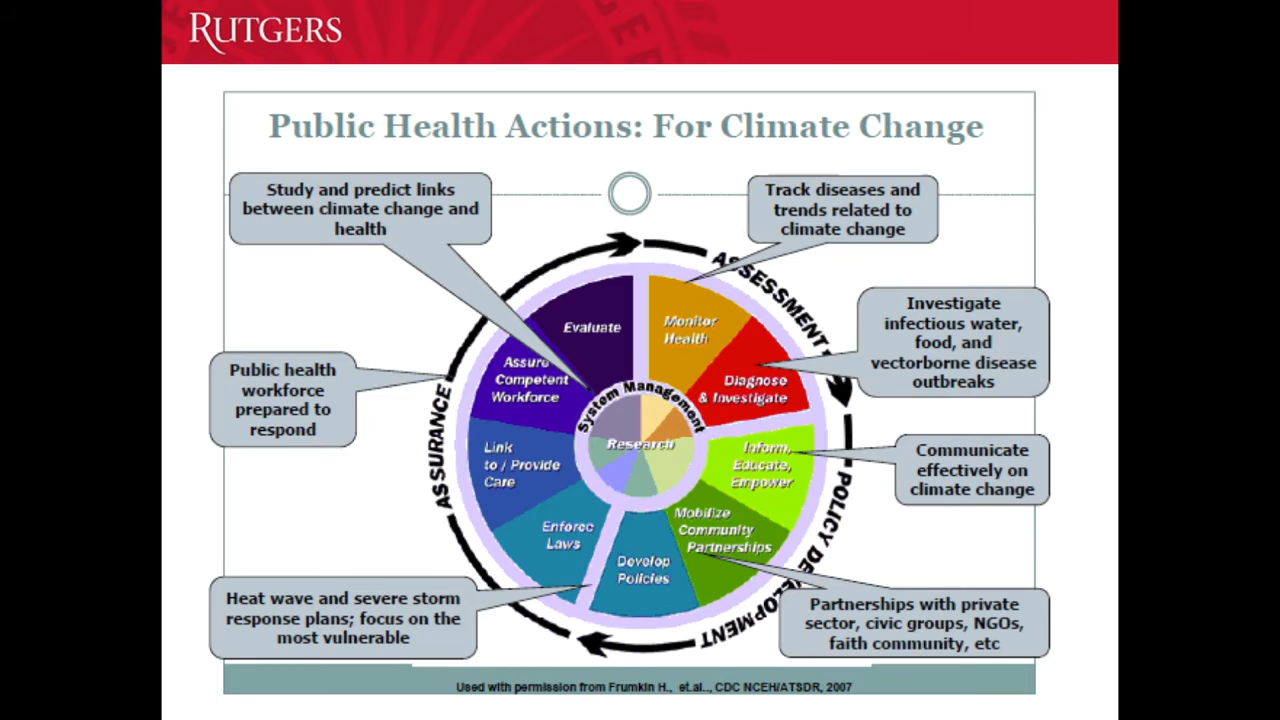 RUTGERS
Public Health Actions: For Climate Change
Study and predict links
between climate change and
health
Track diseases and
trends related to
climate change
Investigate
infectious water,
food, and
vectorborne disease
outbreaks
Public health
workforce
prepared to
respond
Communicate
effectively on
climate change
Heat wave and severe storm
response plans; focus on the
most vulnerable
Partnerships with private
sector, civic groups, NGOs,
faith community, etc
ASSESSMENT
POLICY DEVELOPMENT
ASSURANCE
Evaluate
Monitor
Health
Diagnose
& Investigate
Inform,
Educate,
Empower
Mobilize
Community
Partnerships
Develop
Policies
Enforce
Laws
Link
to / Provide
Care
Assure
Competent
Workforce
System Management
Research
Used with permission from Frumkin H., et.al.., CDC NCEH/ATSDR, 2007